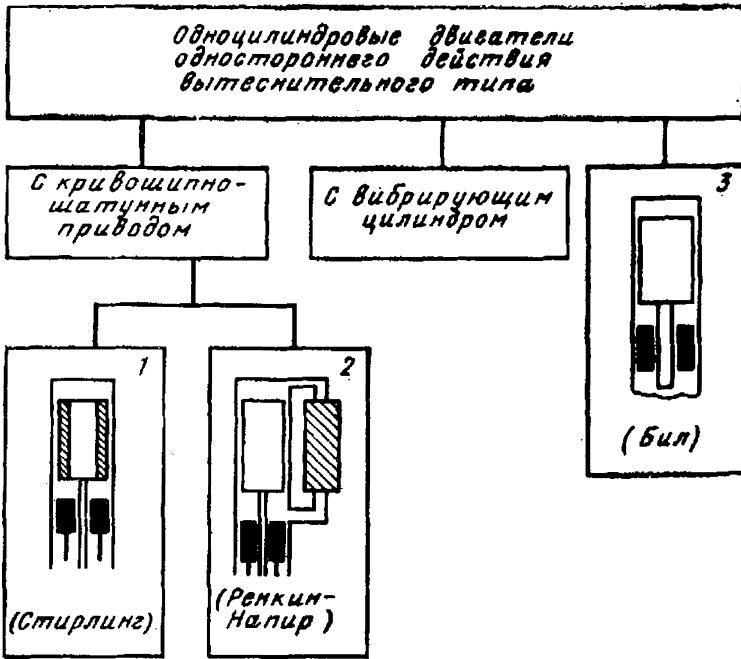 Одноцилиндровые двигатели
одностороннего действия
вытеснительного типа
С кривошипно-
шатунным
приводом
С вибрирующим
цилиндром
3
(Бил)
1
(Стирлинг)
2
(Ренкин-
Напир)